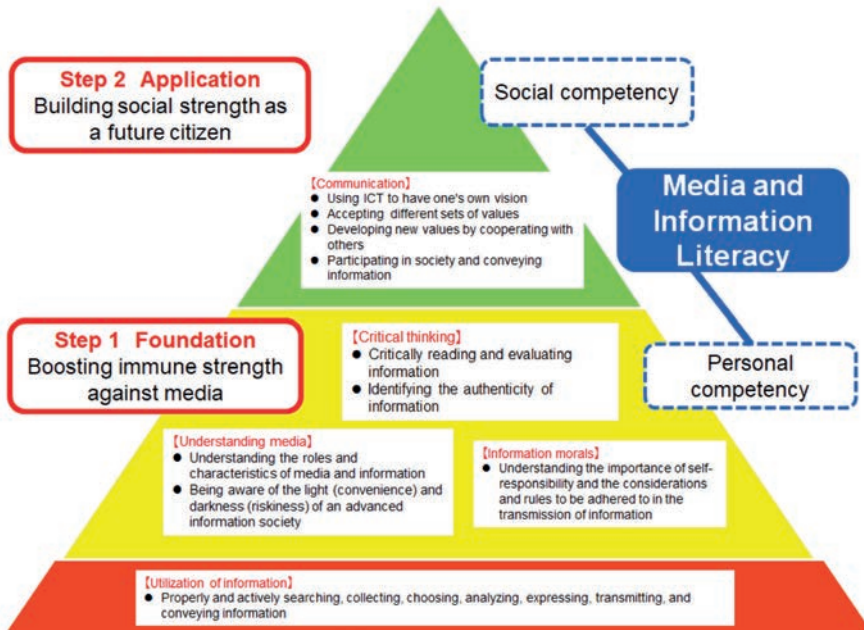 Step 2 Application
Building social strength as
a future citizen
Social competency
【Communication】
● Using ICT to have one's own vision
● Accepting different sets of values
● Developing new values by cooperating with
others
● Participating in society and conveying
information
Media and
Information
Literacy
Step 1 Foundation
Boosting immune strength
against media
【Critical thinking】
● Critically reading and evaluating
information
● Identifying the authenticity of
information
Personal
competency
【Understanding media】
● Understanding the roles and
characteristics of media and information
● Being aware of the light (convenience) and
darkness (riskiness) of an advanced
information society
【Information morals】
● Understanding the importance of self-
responsibility and the considerations
and rules to be adhered to in the
transmission of information
【Utilization of information】
● Properly and actively searching, collecting, choosing, analyzing, expressing, transmitting, and
conveying information